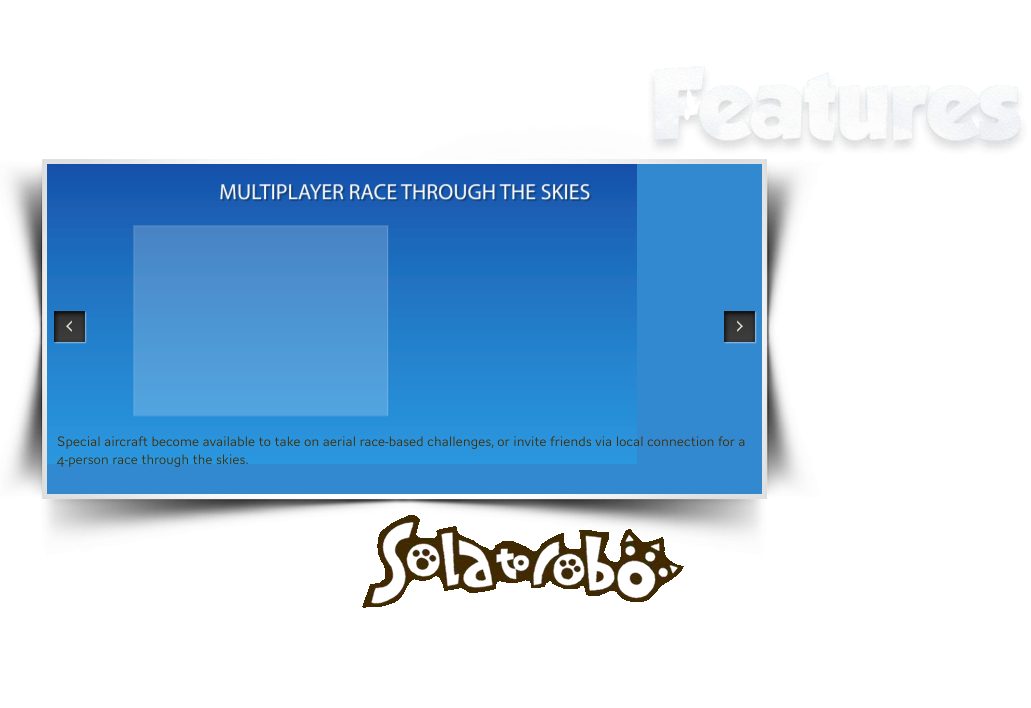 Features
MULTIPLAYER RACE THROUGH THE SKIES
Special aircraft become available to take on aerial race-based challenges, or invite friends via local connection for a
4-person race through the skies.
Solatorobo